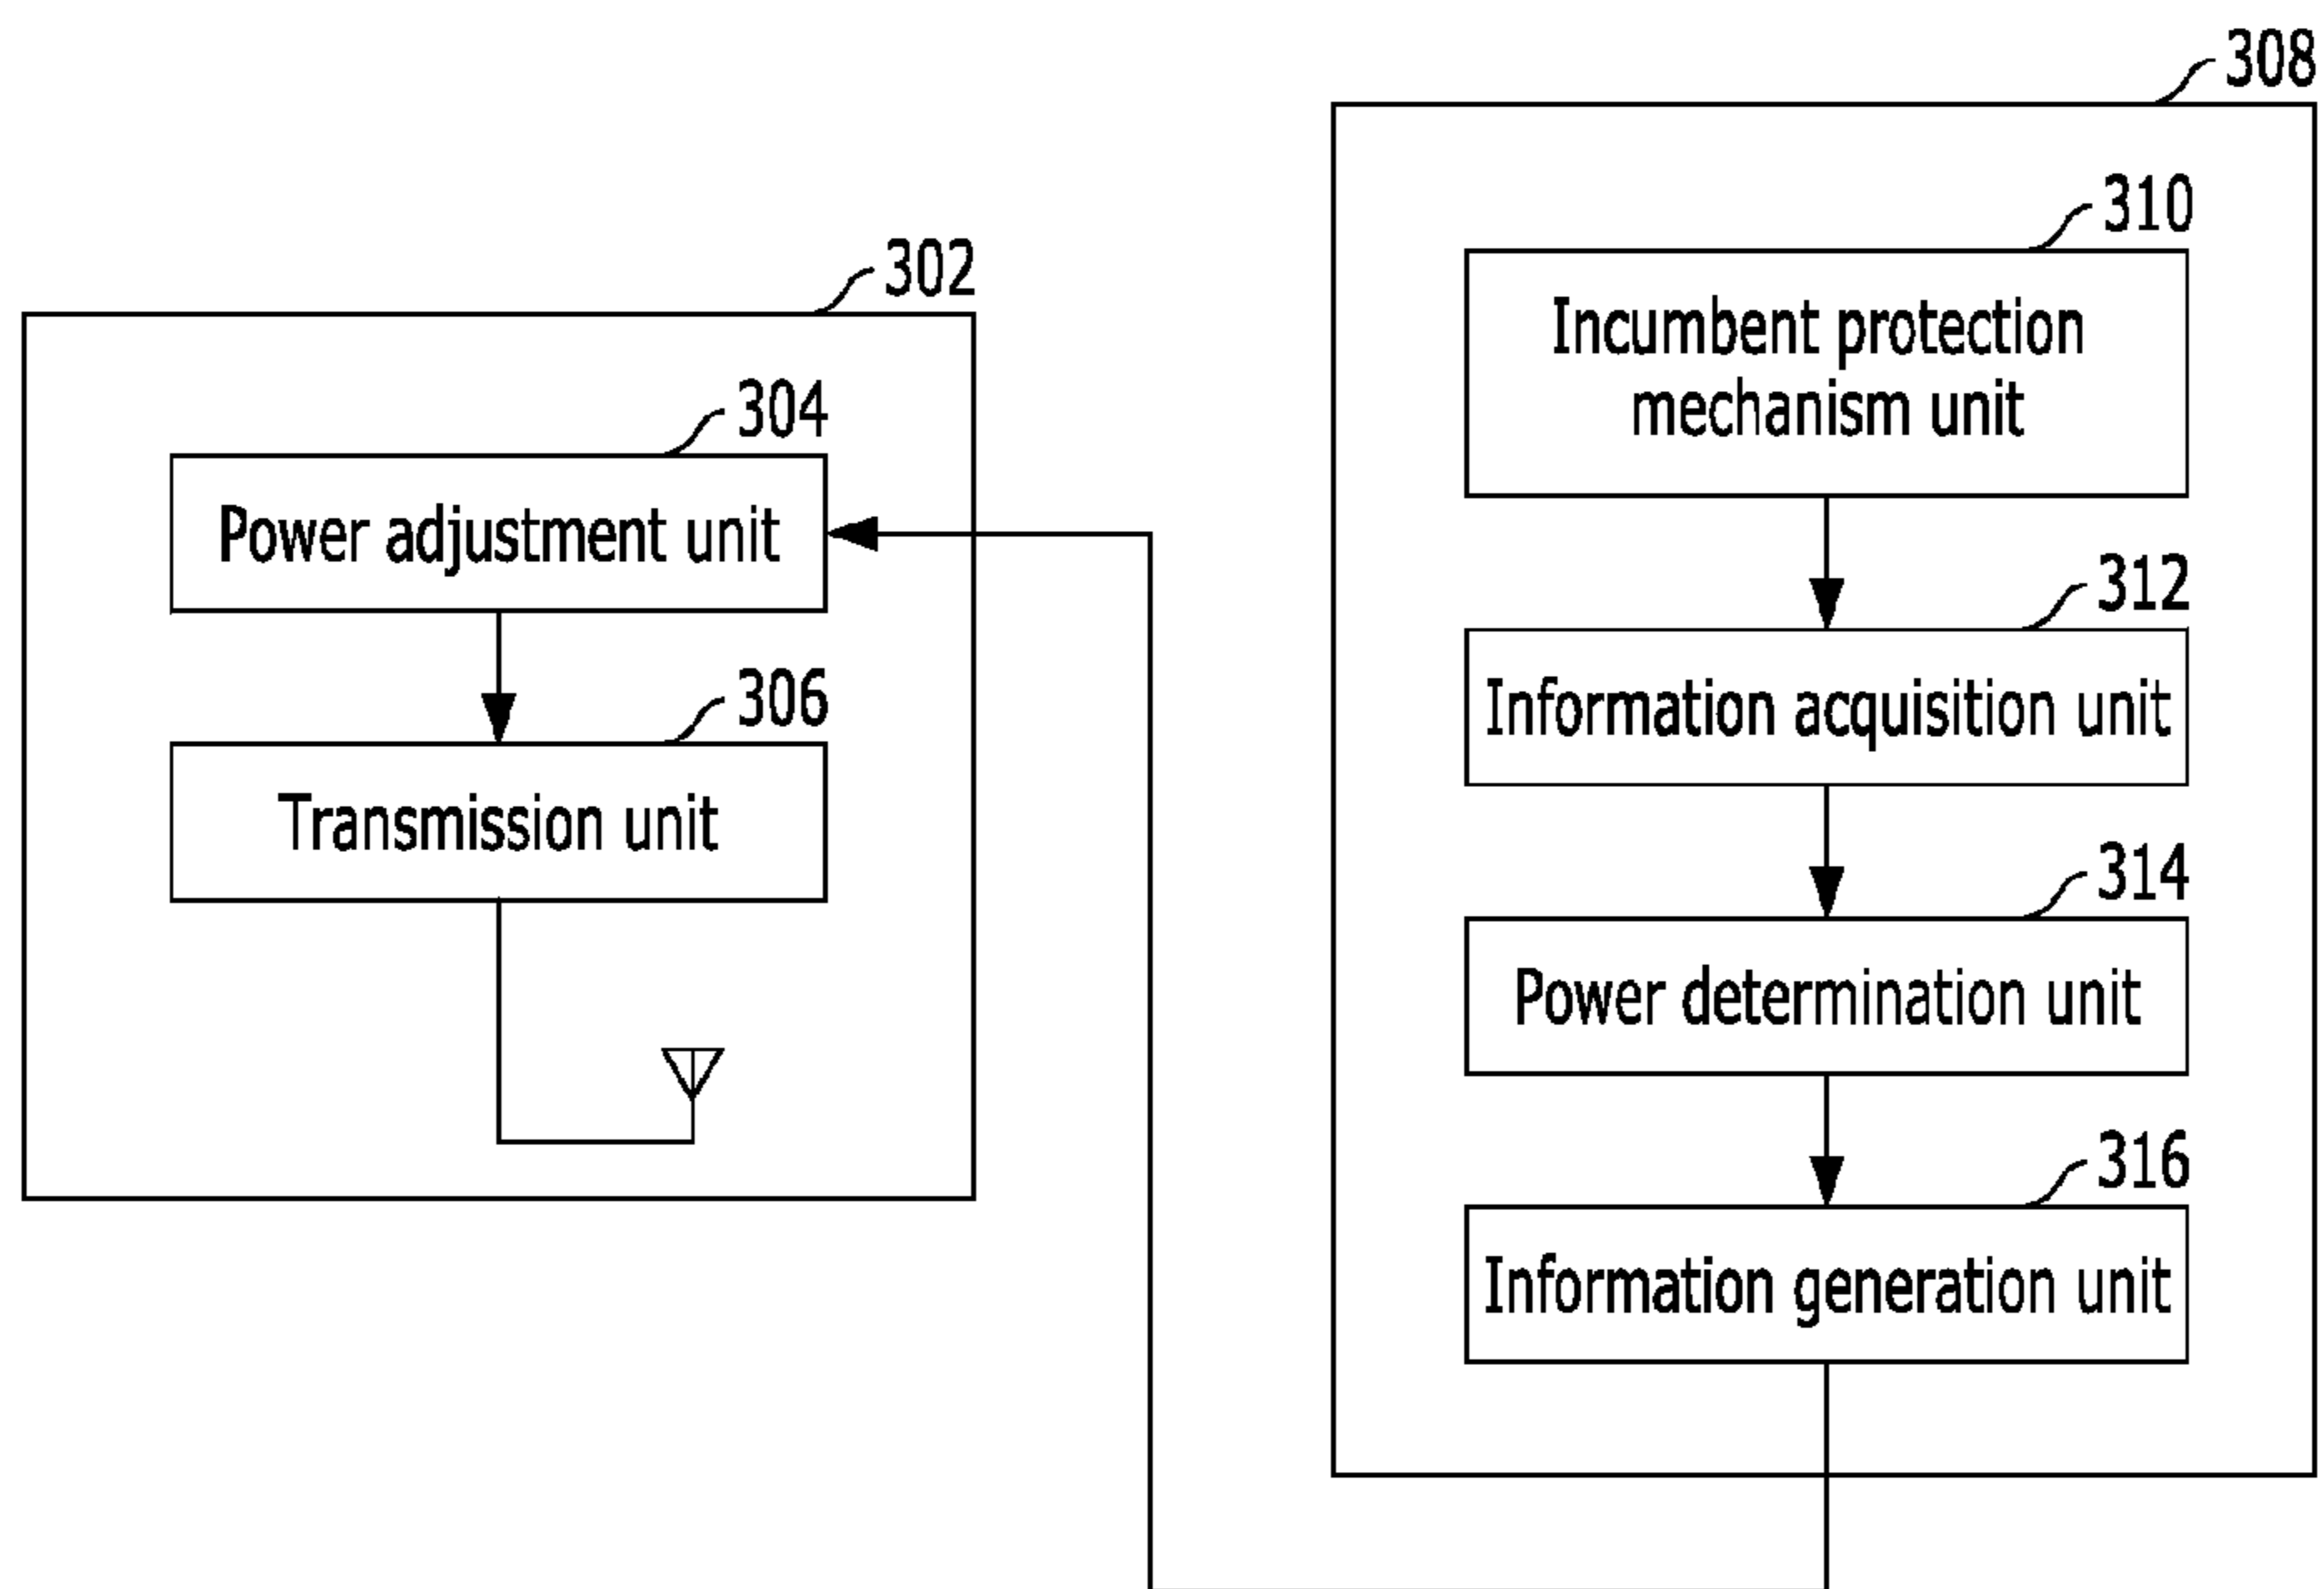 308
310
Incumbent protection
mechanism unit
302
304
Power adjustment unit
312
Information acquisition unit
306
Transmission unit
314
Power determination unit
316
Information generation unit